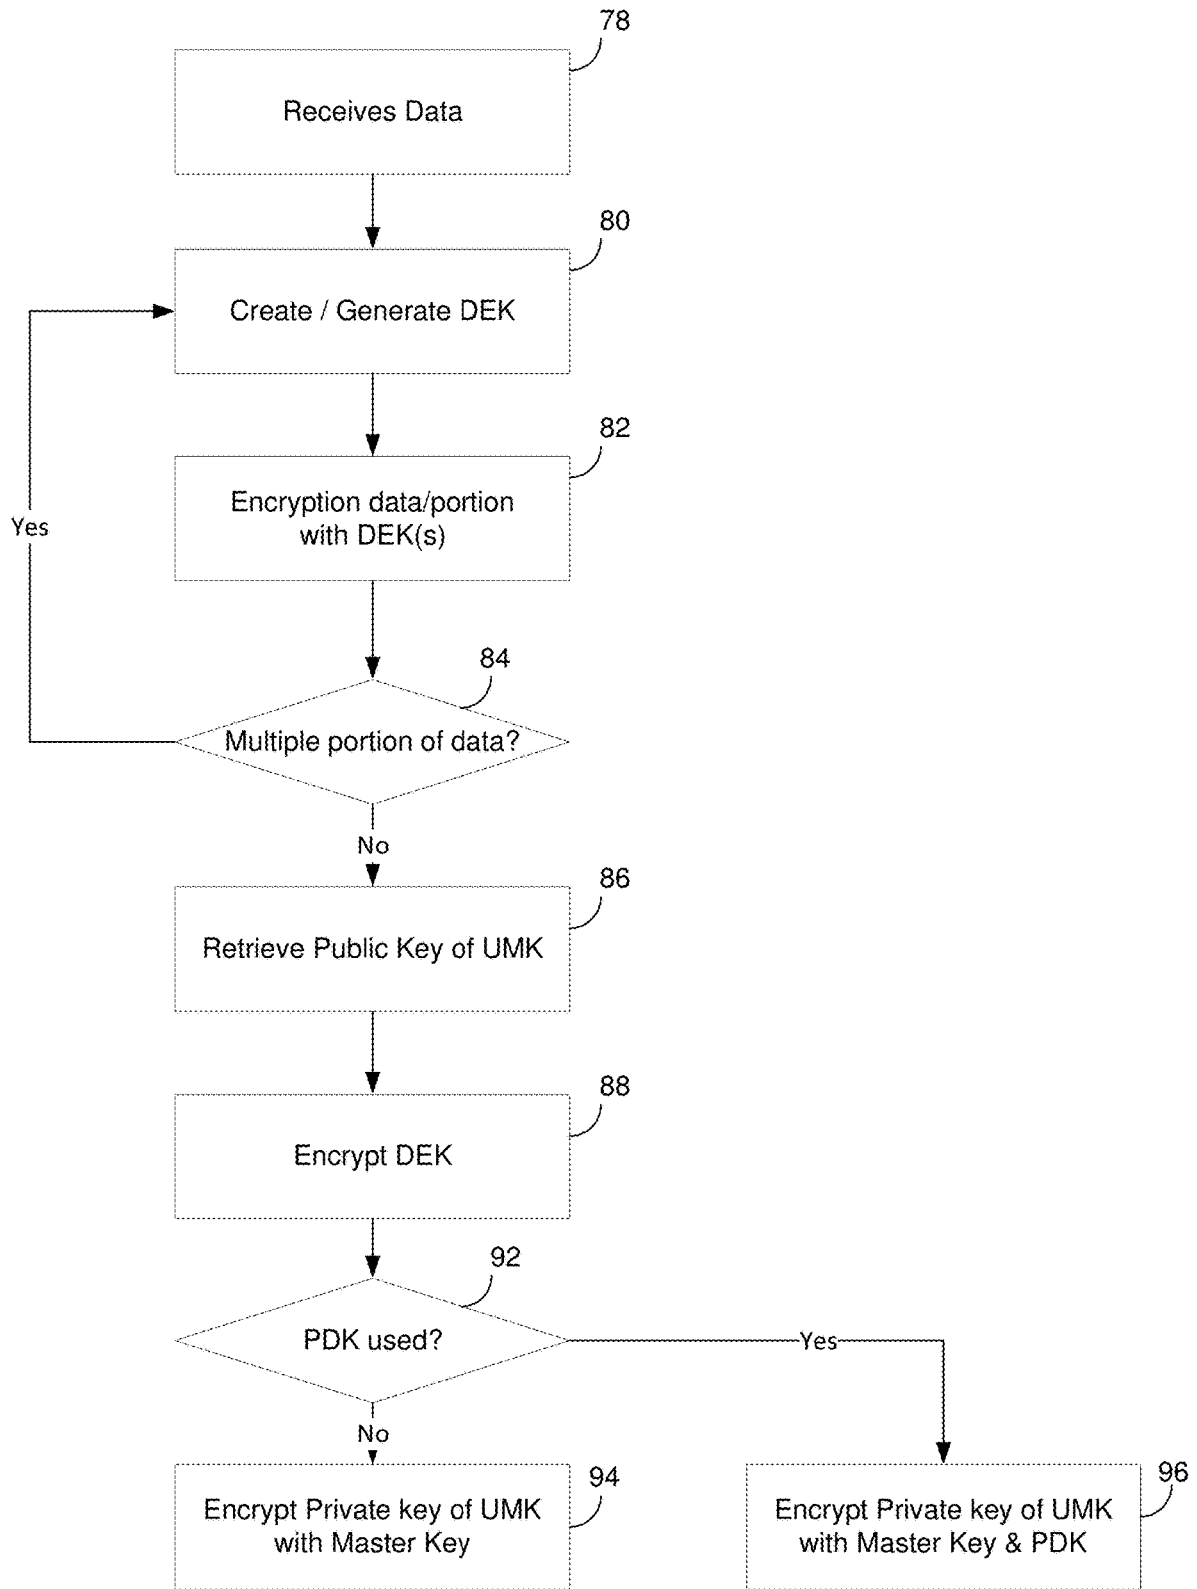 78
Receives Data
80
Create / Generate DEK
82
Encryption data/portion
with DEK(s)
Yes
84
Multiple portion of data?
No
86
Retrieve Public Key of UMK
88
Encrypt DEK
92
PDK used?
Yes
No
94
Encrypt Private key of UMK
with Master Key
96
Encrypt Private key of UMK
with Master Key & PDK